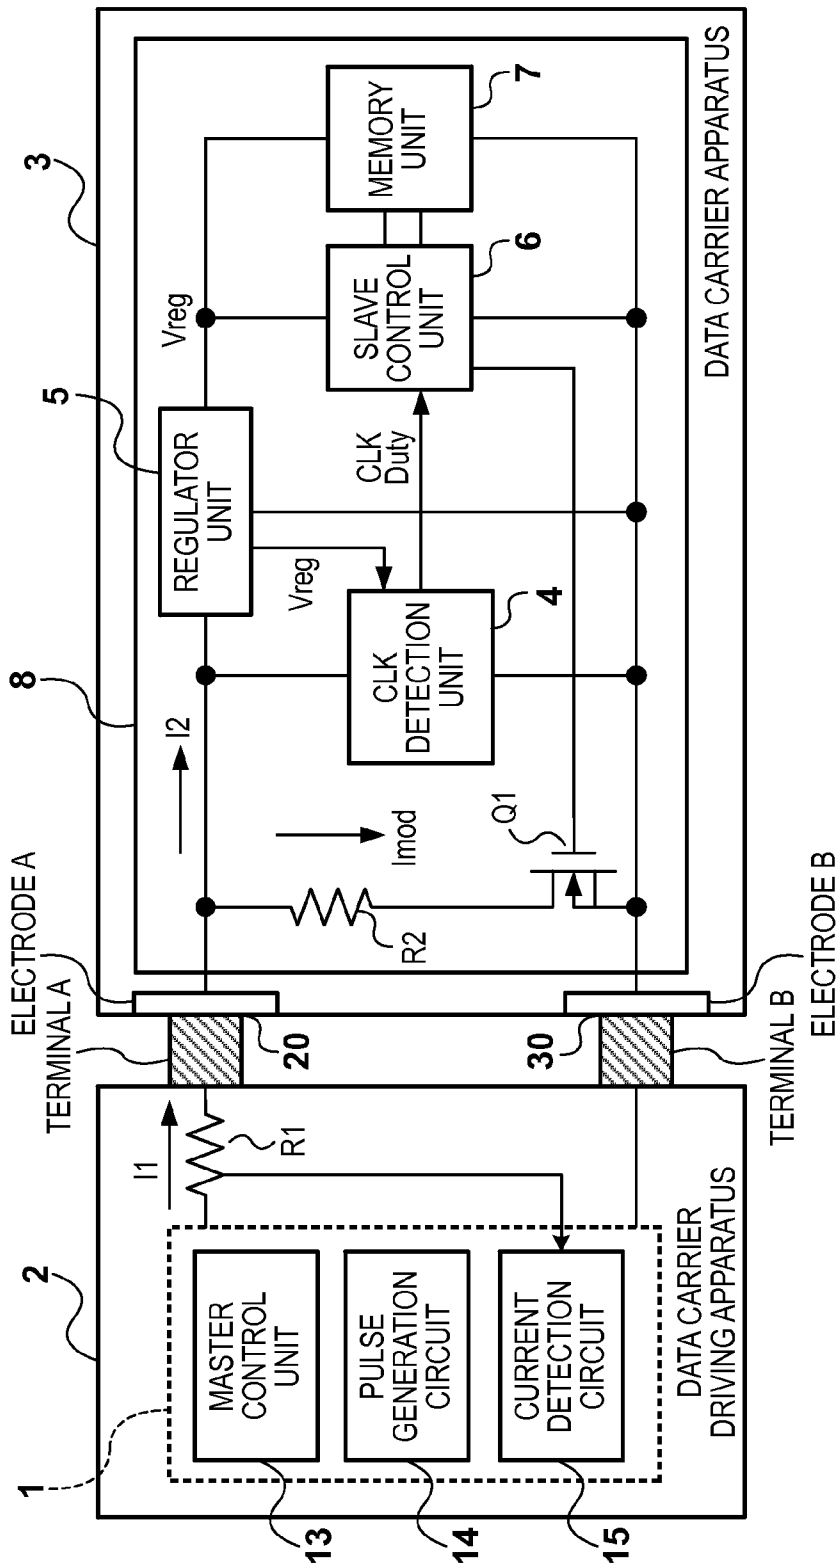 1
2
I1
R1
MASTER
CONTROL
UNIT
13
PULSE
GENERATION
CIRCUIT
14
CURRENT
DETECTION
CIRCUIT
15
DATA CARRIER
DRIVING APPARATUS
TERMINAL A
ELECTRODE A
20
30
TERMINAL B
ELECTRODE B
8
I2
Imod
R2
Q1
5
REGULATOR
UNIT
Vreg
Vreg
CLK
DETECTION
UNIT
4
CLK
Duty
3
SLAVE
CONTROL
UNIT
6
MEMORY
UNIT
7
DATA CARRIER APPARATUS